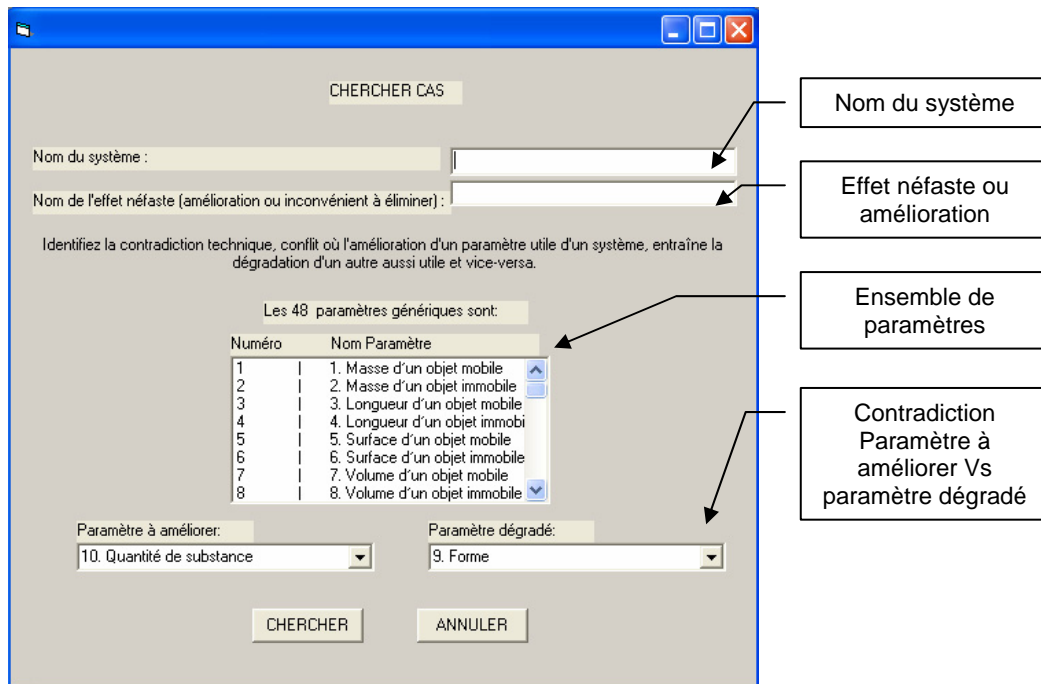 CHERCHER CAS
Nom du système :
Nom de l'effet néfaste (amélioration ou inconvénient à éliminer) :
Identifiez la contradiction technique, conflit où l'amélioration d'un paramètre utile d'un système, entraîne la
dégradation d'un autre aussi utile et vice-versa.
Les 48 paramètres génériques sont:
Numéro Nom Paramètre
1 | 1. Masse d´un objet mobile
2 | 2. Masse d´un objet immobile
3 | 3. Longueur d´un objet mobile
4 | 4. Longueur d´un objet immobi
5 | 5. Surface d´un objet mobile
6 | 6. Surface d´un objet immobile
7 | 7. Volume d´un objet mobile
8 | 8. Volume d´un objet immobile
Paramètre à améliorer: Paramètre dégradé:
10. Quantité de substance 9. Forme
CHERCHER ANNULER
Nom du système
Effet néfaste ou
amélioration
Ensemble de
paramètres
Contradiction
Paramètre à
améliorer Vs
paramètre dégradé